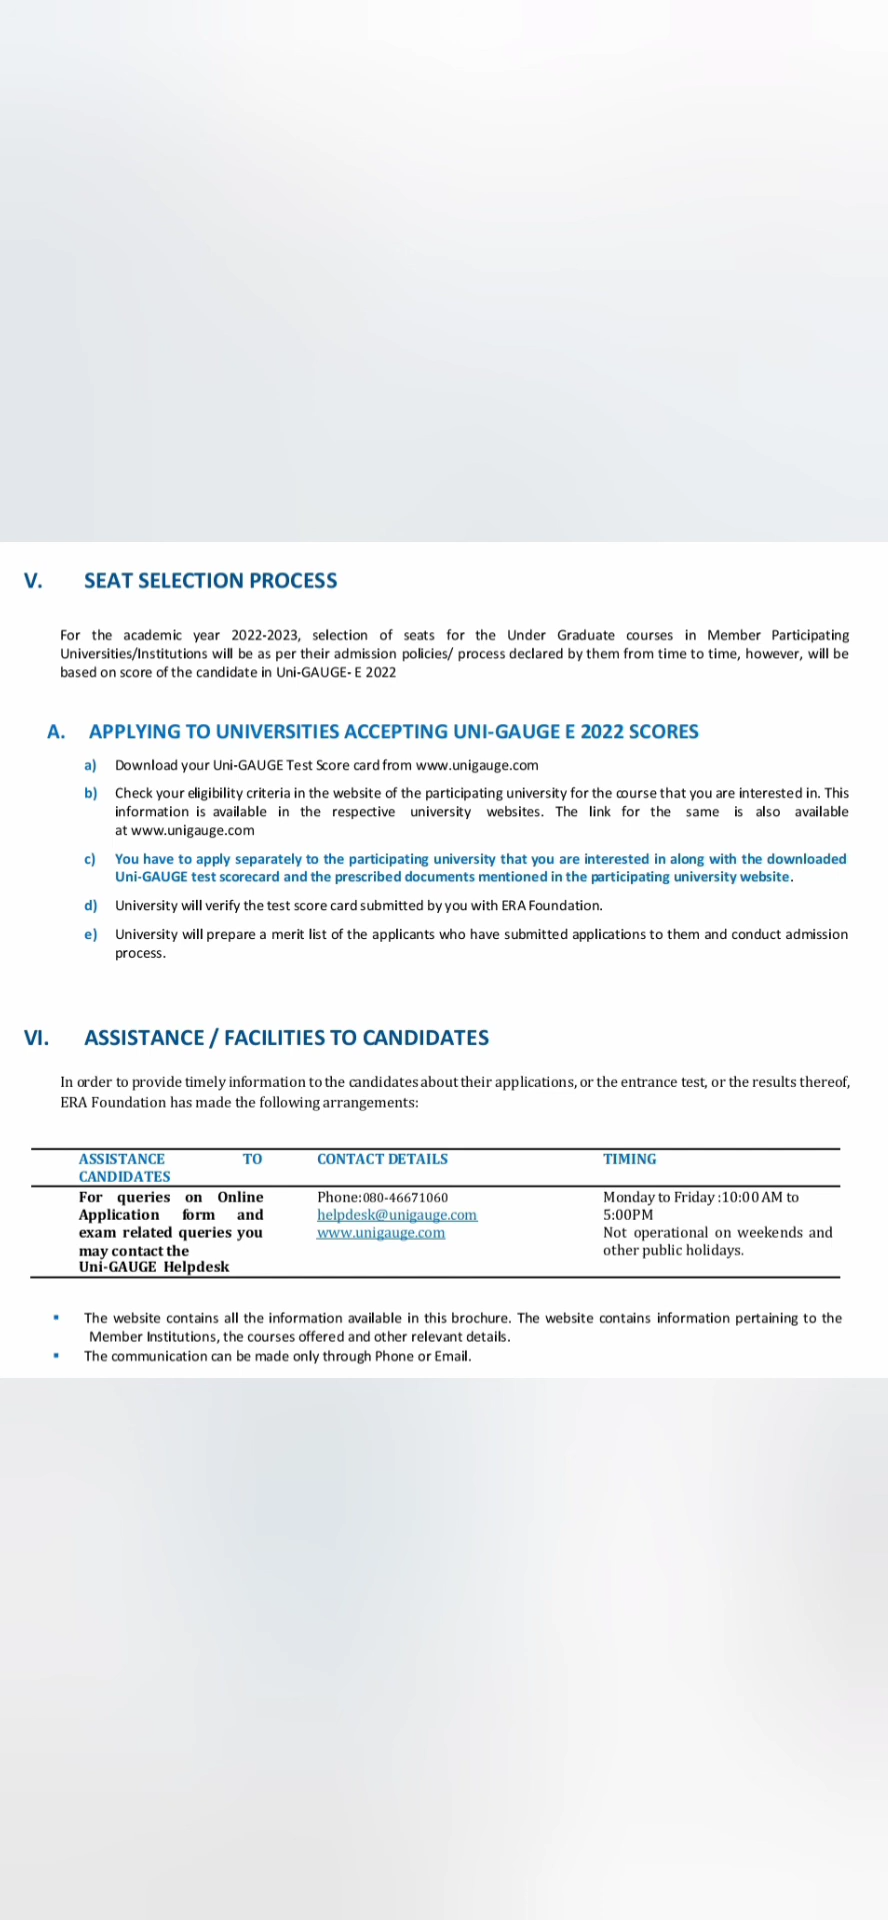 V. SEAT SELECTION PROCESS
For the academic year 2022-2023, selection of seats for the Under Graduate courses in Member Participating
Universities/Institutions will be as per their admission policies/ process declared by them from time to time, however, will be
based on score of the candidate in Uni-GAUGE- E 2022
A. APPLYING TO UNIVERSITIES ACCEPTING UNI-GAUGE E 2022 SCORES
a) Download your Uni-GAUGE Test Score card from www.unigauge.com
b) Check your eligibility criteria in the website of the participating university for the course that you are interested in. This
information is available in the respective university websites. The link for the same is also available
at www.unigauge.com
c) You have to apply separately to the participating university that you are interested in along with the downloaded
Uni-GAUGE test scorecard and the prescribed documents mentioned in the participating university website.
d) University will verify the test score card submitted by you with ERA Foundation.
e) University will prepare a merit list of the applicants who have submitted applications to them and conduct admission
process.
VI. ASSISTANCE / FACILITIES TO CANDIDATES
In order to provide timely information to the candidates about their applications, or the entrance test, or the results thereof,
ERA Foundation has made the following arrangements:
ASSISTANCE TO CONTACT DETAILS TIMING
CANDIDATES
For queries on Online Phone:080-46671060 Monday to Friday :10:00 AM to
Application form and helpdesk@unigauge.com 5:00PM
exam related queries you www.unigauge.com Not operational on weekends and
may contact the other public holidays.
Uni-GAUGE Helpdesk
▪ The website contains all the information available in this brochure. The website contains information pertaining to the
Member Institutions, the courses offered and other relevant details.
▪ The communication can be made only through Phone or Email.